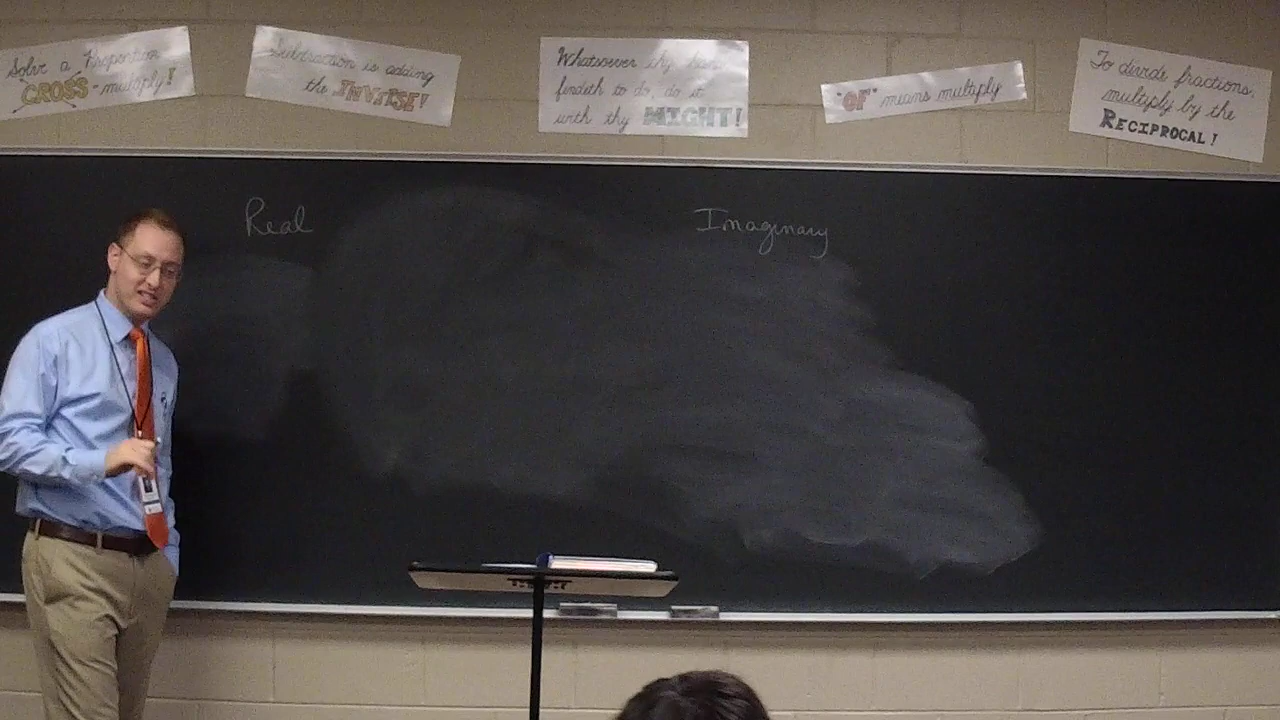 Solve a Proportion
CROSS-multiply!
Subtraction is adding
the INVERSE!
Whatsoever thy hand
findeth to do, do it
with thy MIGHT!
"OF" means multiply
To divide fractions,
multiply by the
RECIPROCAL!
Real
Imaginary